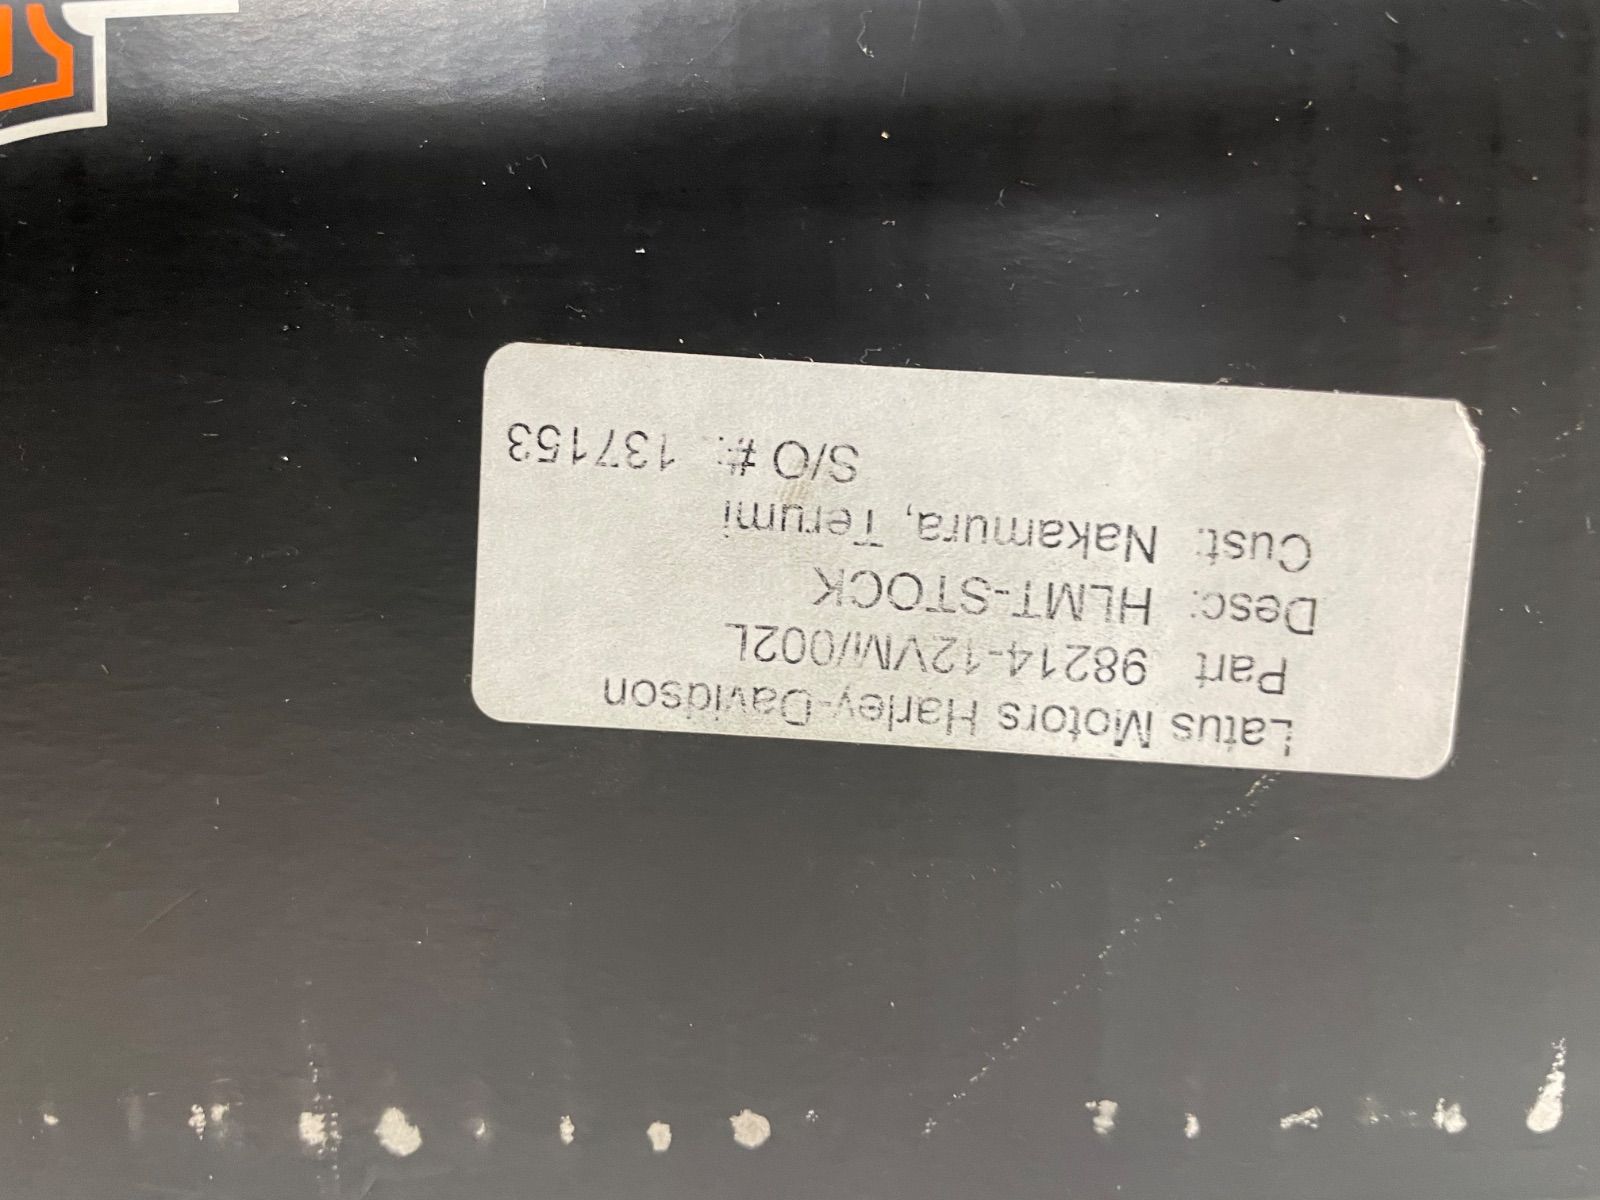 Latus Motors Harley-Davidson
Part 98214-12VM/002L
Desc: HLMT-STOCK
Cust: Nakamura, Terumi
S/O #: 137153